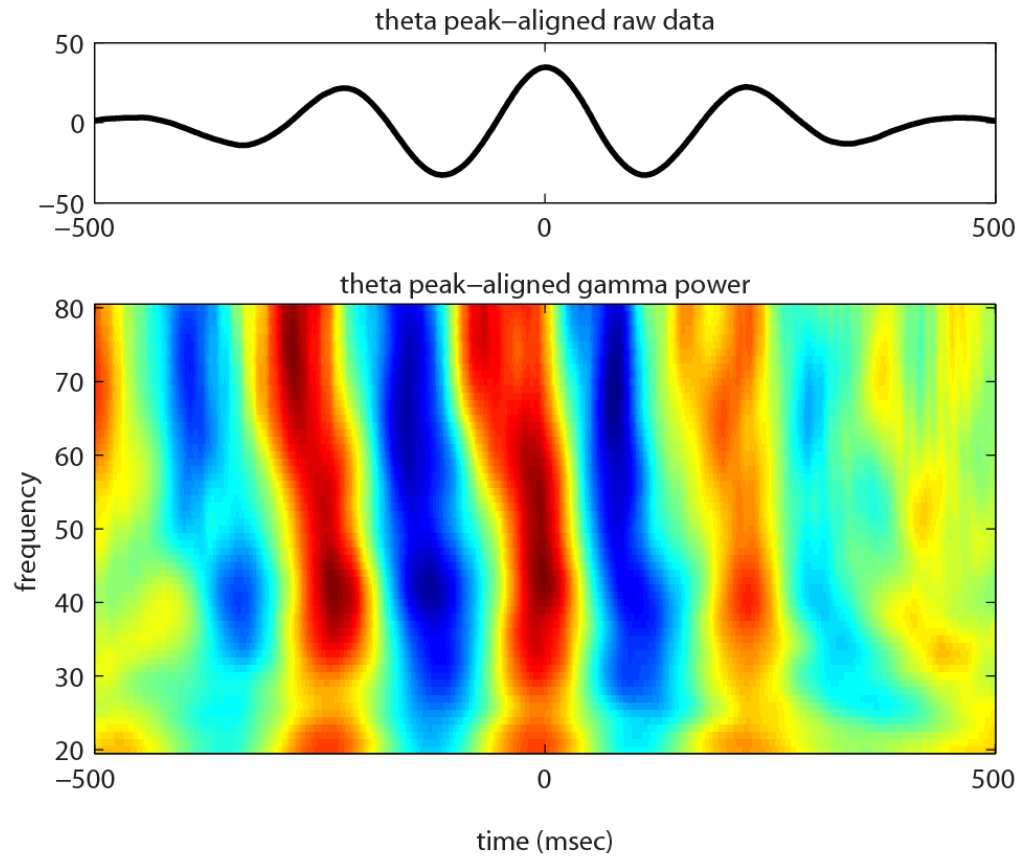 theta peak−aligned raw data
50
0
−50
−500 0 500
theta peak−aligned gamma power
80
70
60
50
40
30
20
frequency
−500 0 500
time (msec)